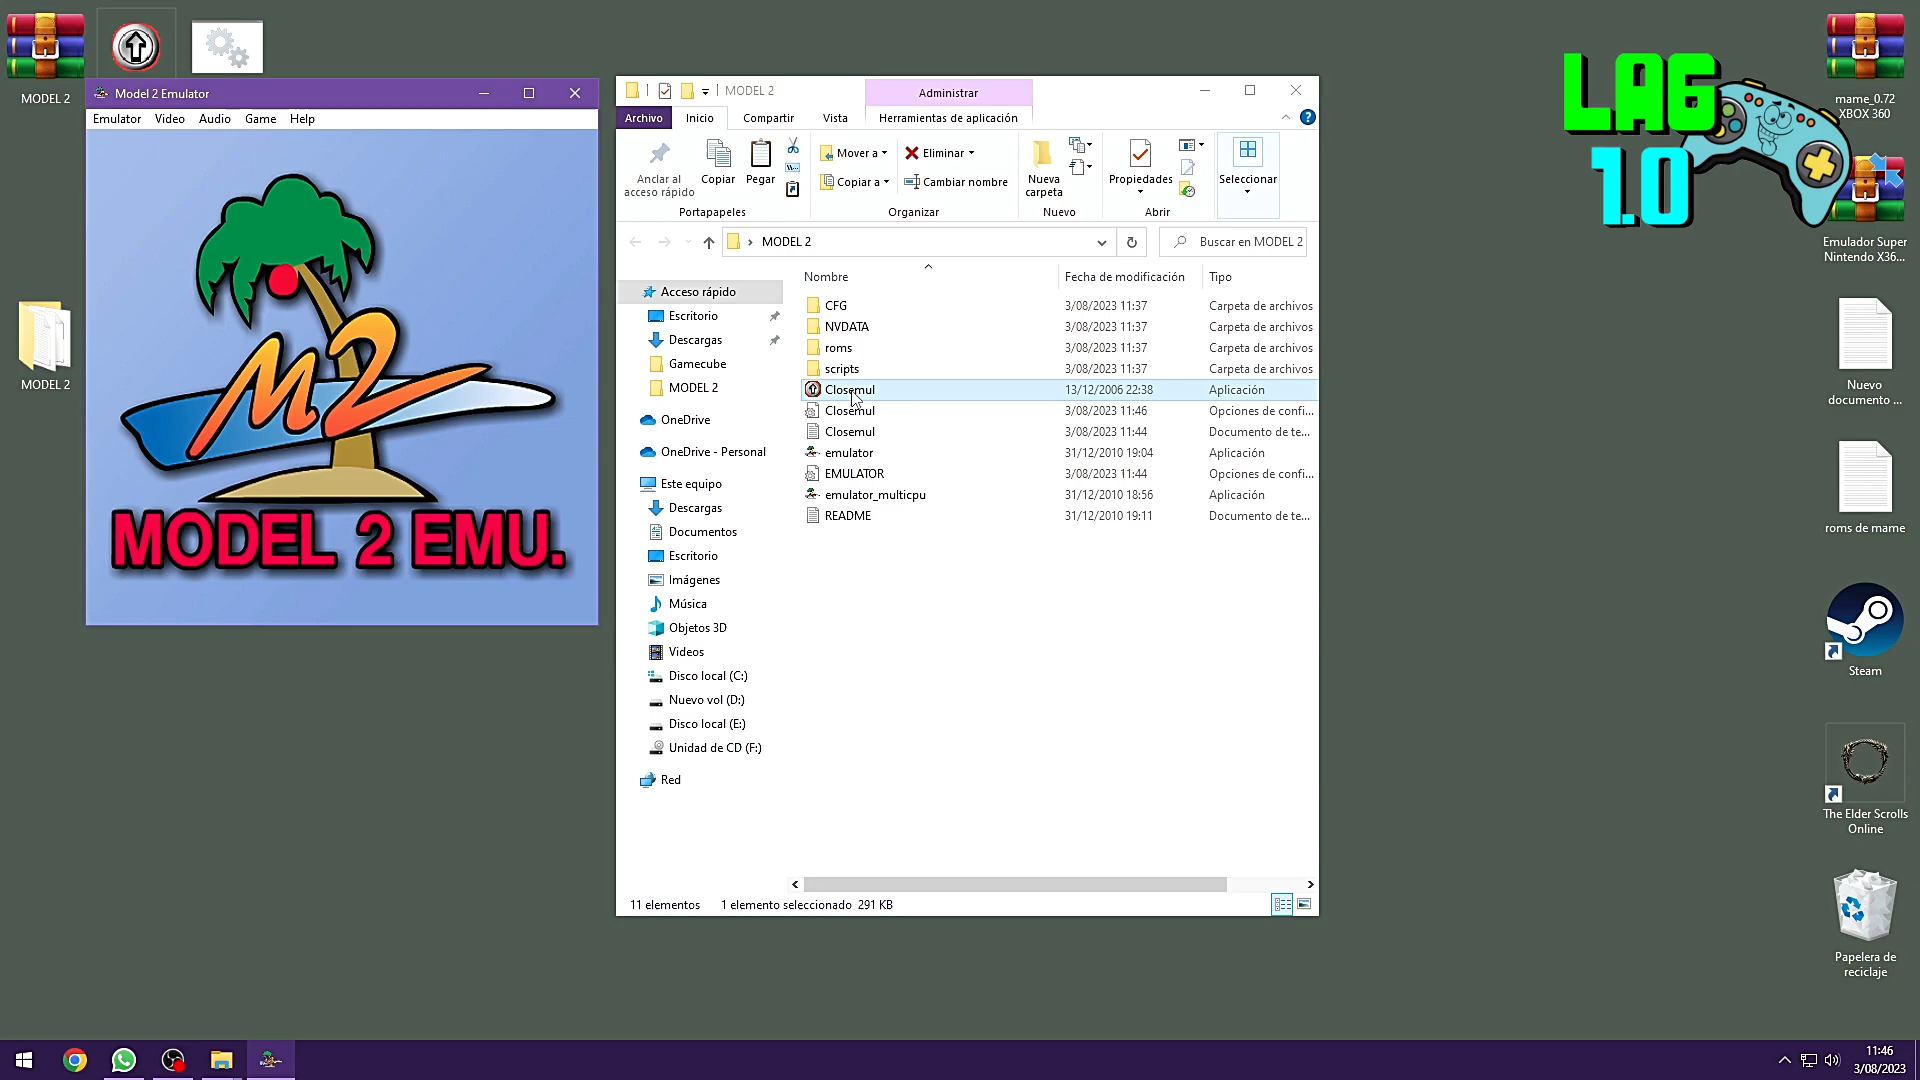 MODEL 2
Model 2 Emulator
Emulator Video Audio Game Help
M2
MODEL 2 EMU.
MODEL 2
MODEL 2
Administrar
Archivo Inicio Compartir Vista Herramientas de aplicación
Anclar al
acceso rápido
Copiar
Pegar
Portapapeles
Mover a
Copiar a
Eliminar
Cambiar nombre
Organizar
Nueva
carpeta
Nuevo
Propiedades
Abrir
Seleccionar
MODEL 2
Buscar en MODEL 2
Acceso rápido
Escritorio
Descargas
Gamecube
MODEL 2
OneDrive
OneDrive - Personal
Este equipo
Descargas
Documentos
Escritorio
Imágenes
Música
Objetos 3D
Videos
Disco local (C:)
Nuevo vol (D:)
Disco local (E:)
Unidad de CD (F:)
Red
Nombre Fecha de modificación Tipo
CFG 3/08/2023 11:37 Carpeta de archivos
NVDATA 3/08/2023 11:37 Carpeta de archivos
roms 3/08/2023 11:37 Carpeta de archivos
scripts 3/08/2023 11:37 Carpeta de archivos
Closemul 13/12/2006 22:38 Aplicación
Closemul 3/08/2023 11:46 Opciones de confi...
Closemul 3/08/2023 11:44 Documento de te...
emulator 31/12/2010 19:04 Aplicación
EMULATOR 3/08/2023 11:44 Opciones de confi...
emulator_multicpu 31/12/2010 18:56 Aplicación
README 31/12/2010 19:11 Documento de te...
11 elementos 1 elemento seleccionado 291 KB
LAG
1.0
mame_0.72
XBOX 360
Emulador Super
Nintendo X36...
Nuevo
documento ...
roms de mame
Steam
The Elder Scrolls
Online
Papelera de
reciclaje
11:46
3/08/2023